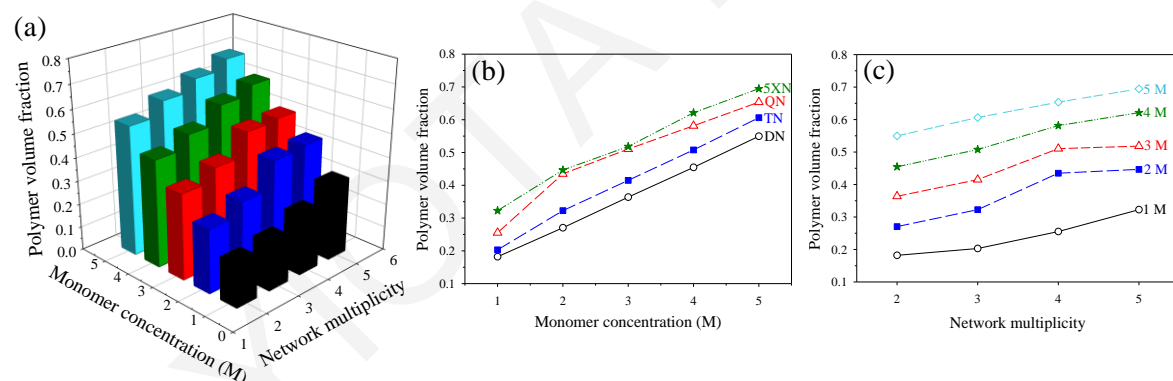 (a)
Polymer volume fraction
0.8
0.7
0.6
0.5
0.4
0.3
0.2
0.1
0.0
5
4
3
2
1
0
Monomer concentration (M)
1
2
3
4
5
6
Network multiplicity
(b)
Polymer volume fraction
0.8
0.7
0.6
0.5
0.4
0.3
0.2
0.1
5XN
QN
TN
DN
1 2 3 4 5
Monomer concentration (M)
(c)
Polymer volume fraction
0.8
0.7
0.6
0.5
0.4
0.3
0.2
0.1
5 M
4 M
3 M
2 M
1 M
2 3 4 5
Network multiplicity